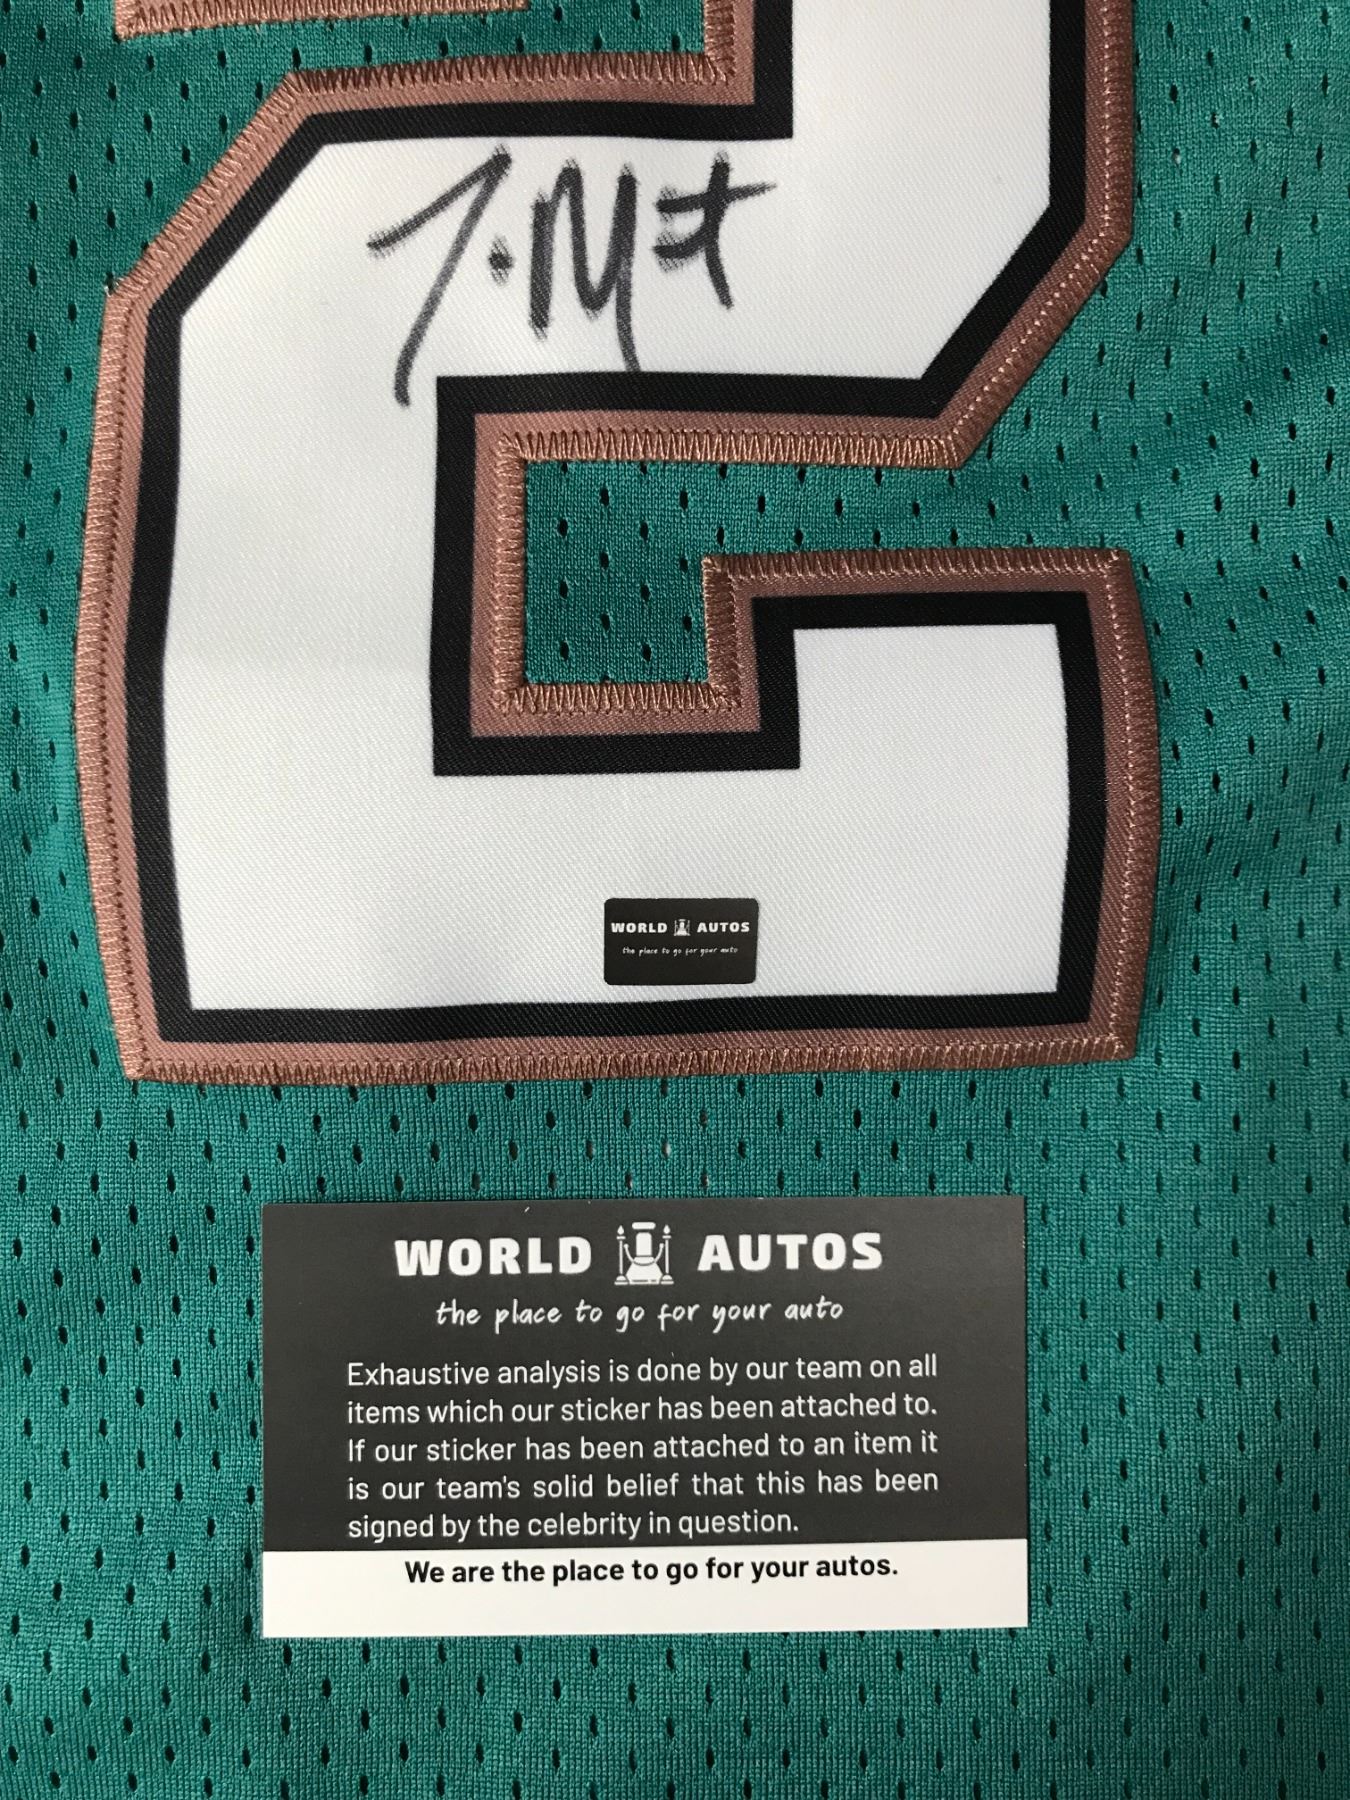 J. Mot
2
WORLD AUTOS
the place to go for your auto
WORLD AUTOS
the place to go for your auto
Exhaustive analysis is done by our team on all
items which our sticker has been attached to.
If our sticker has been attached to an item it
is our team's solid belief that this has been
signed by the celebrity in question.
We are the place to go for your autos.